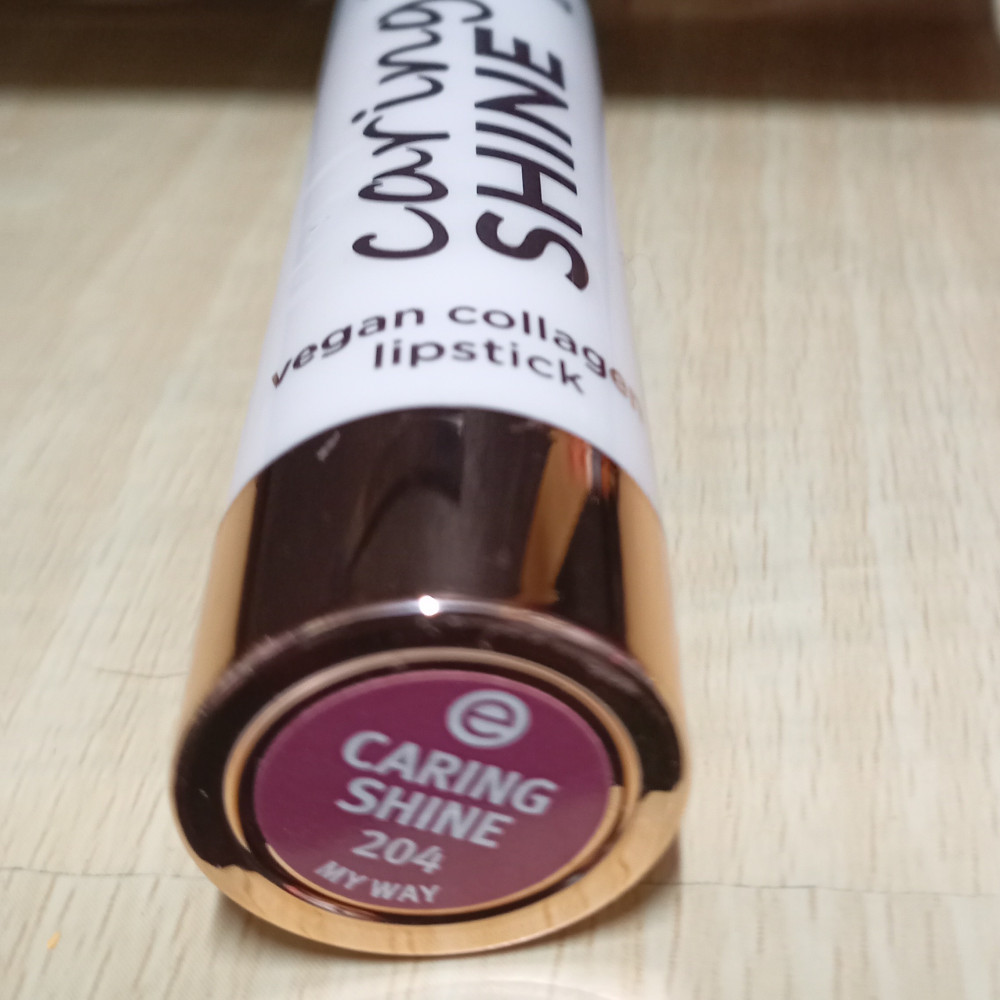 caring
SHINE
vegan collagen
lipstick
e
CARING
SHINE
204
MY WAY